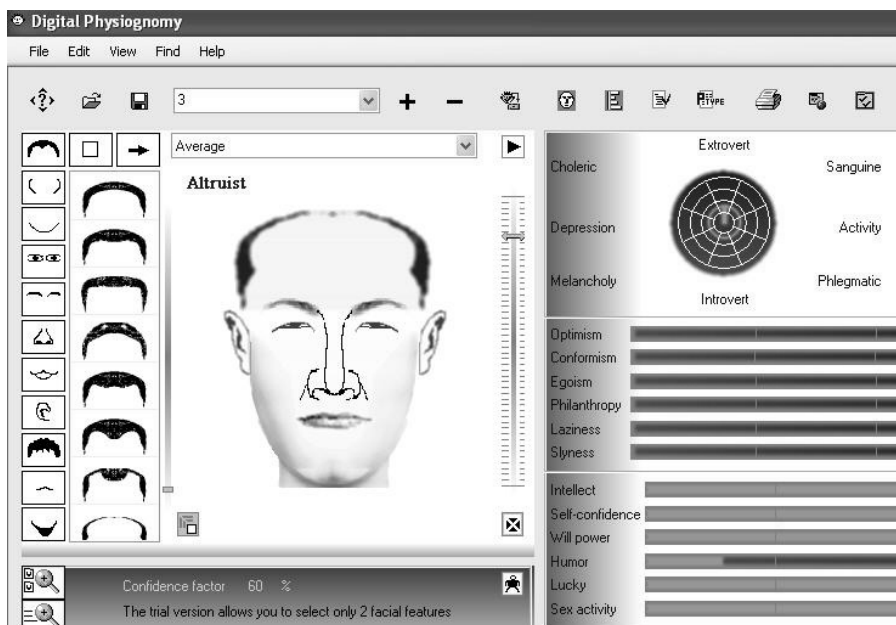 Digital Physiognomy
File Edit View Find Help
3
Average
Altruist
Extrovert
Choleric Sanguine
Depression Activity
Melancholy Phlegmatic
Introvert
Optimism
Conformism
Egoism
Philanthropy
Laziness
Slyness
Intellect
Self-confidence
Will power
Humor
Lucky
Sex activity
Confidence factor 60 %
The trial version allows you to select only 2 facial features